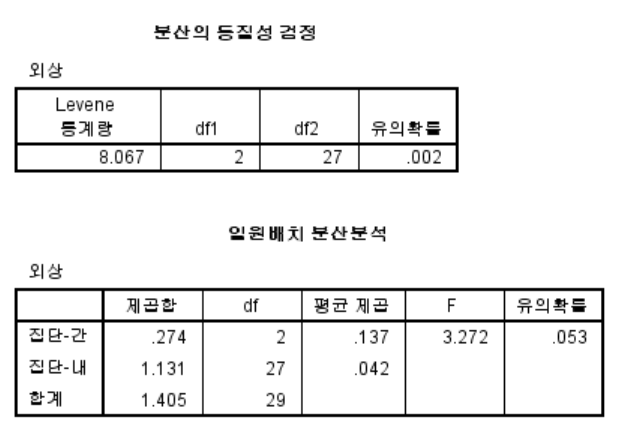 분산의 동질성 검정
외상
Levene
통계량 df1 df2 유의확률
8.067 2 27 .002
일원배치 분산분석
외상
제곱합 df 평균 제곱 F 유의확률
집단-간 .274 2 .137 3.272 .053
집단-내 1.131 27 .042
합계 1.405 29